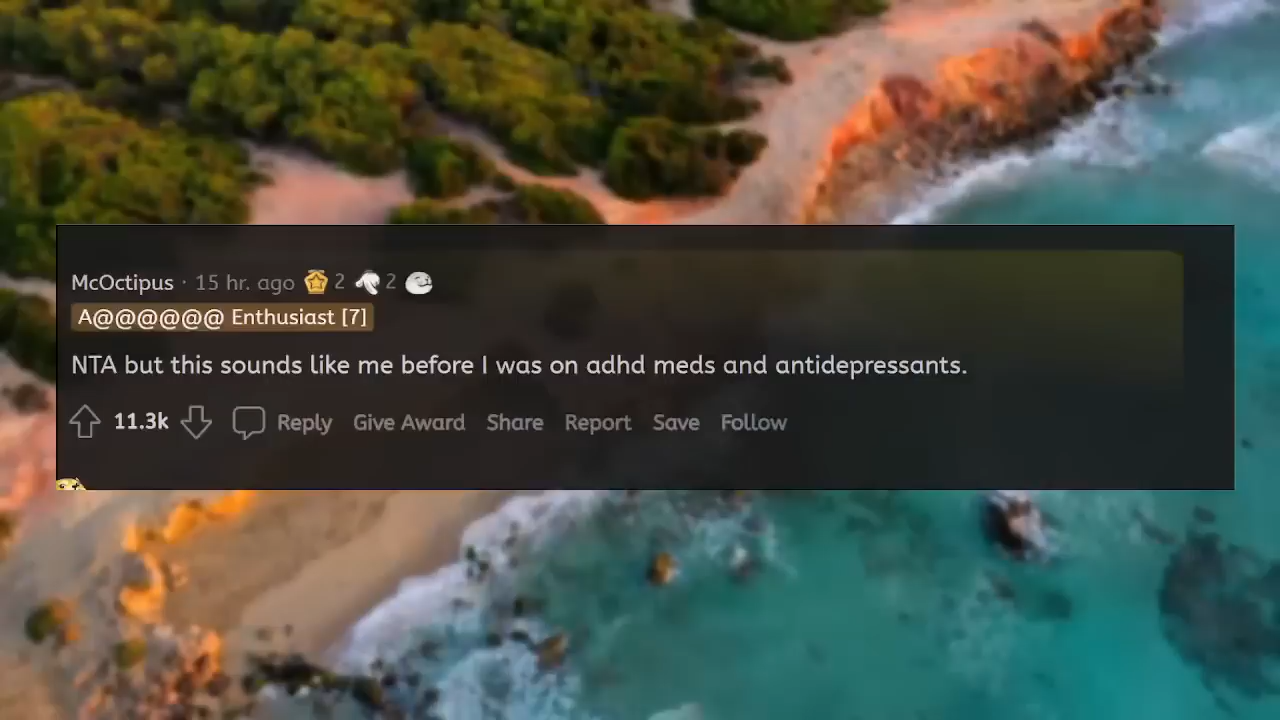 McOctipus · 15 hr. ago 2 2
A@@@@@@ Enthusiast [7]
NTA but this sounds like me before I was on adhd meds and antidepressants.
11.3k Reply Give Award Share Report Save Follow